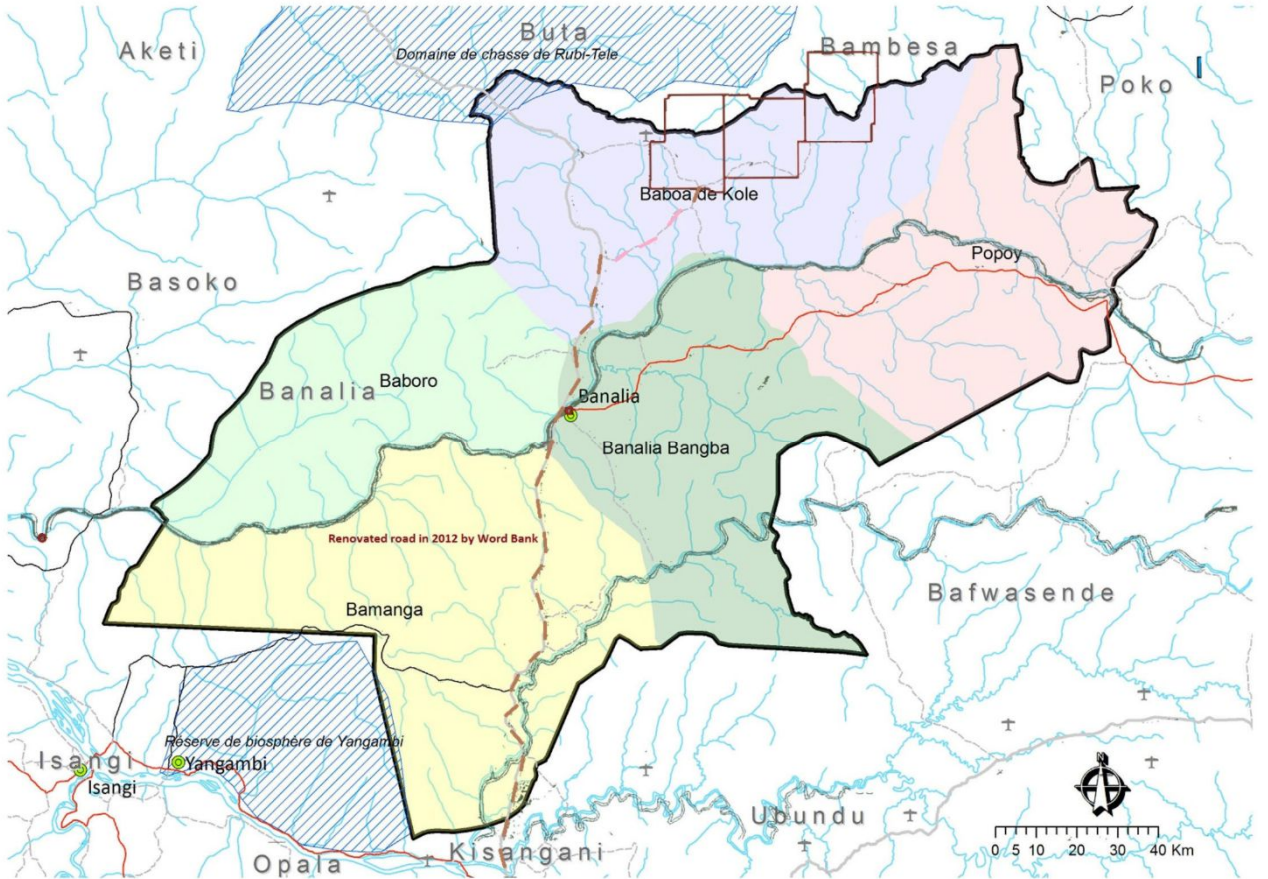 Buta
Aketi
Domaine de chasse de Rubi-Tele
Bambesa
Poko
Baboa de Kole
Popoy
Basoko
Banalia
Baboro
Banalia
Banalia Bangba
Renovated road in 2012 by Word Bank
Bafwasende
Bamanga
Réserve de biosphère de Yangambi
Isangi
Yangambi
Isangi
N
Ubundu
0 5 10 20 30 40 Km
Opala
Kisangani